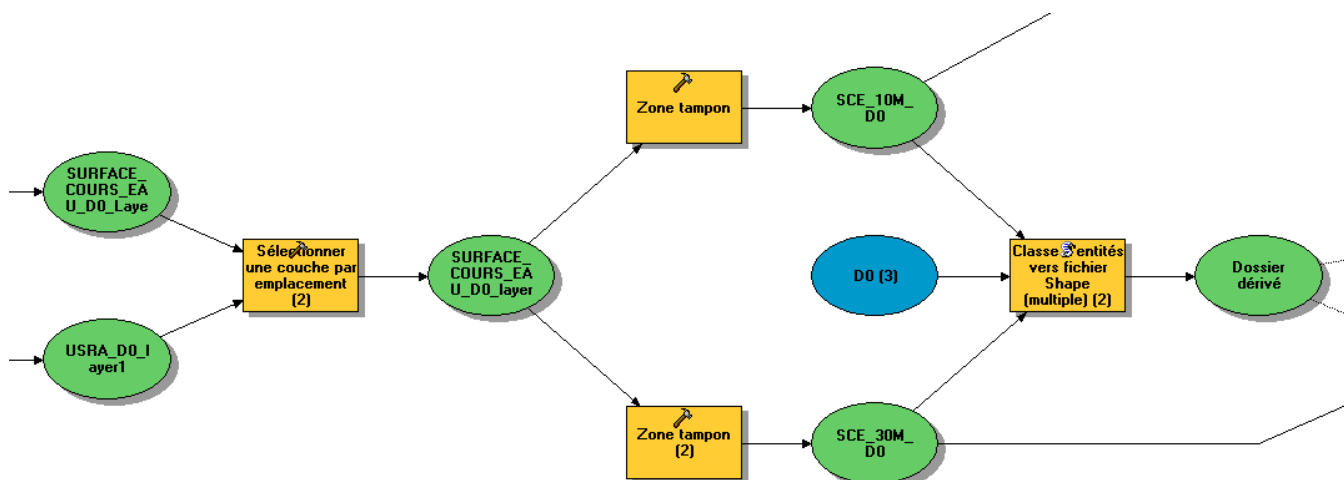 SURFACE_
COURS_EA
U_D0_Laye
USRA_D0_l
ayer1
Sélectionner
une couche par
emplacement
(2)
SURFACE_
COURS_EA
U_D0_layer
Zone tampon
Zone tampon
(2)
SCE_10M_
D0
D0 (3)
SCE_30M_
D0
Classe d'entités
vers fichier
Shape
(multiple) (2)
Dossier
dérivé